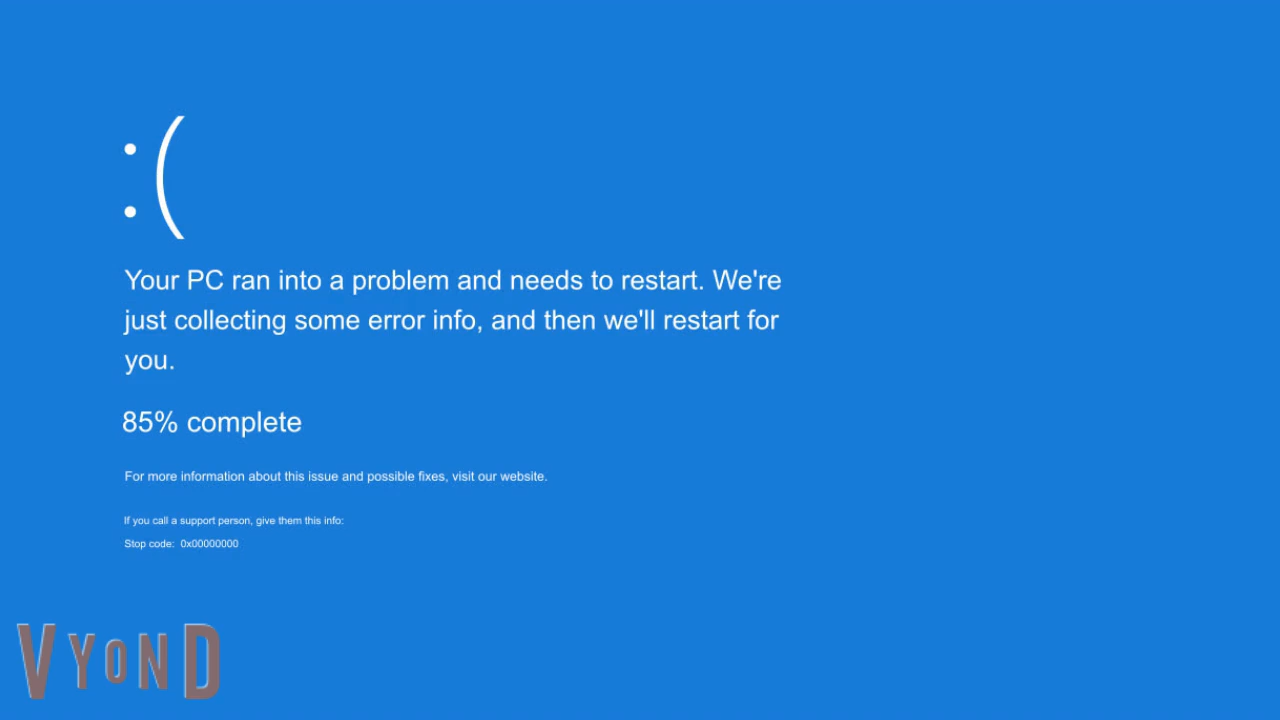 :(
Your PC ran into a problem and needs to restart. We're
just collecting some error info, and then we'll restart for
you.
85% complete
For more information about this issue and possible fixes, visit our website.
If you call a support person, give them this info:
Stop code: 0x00000000
VYOND